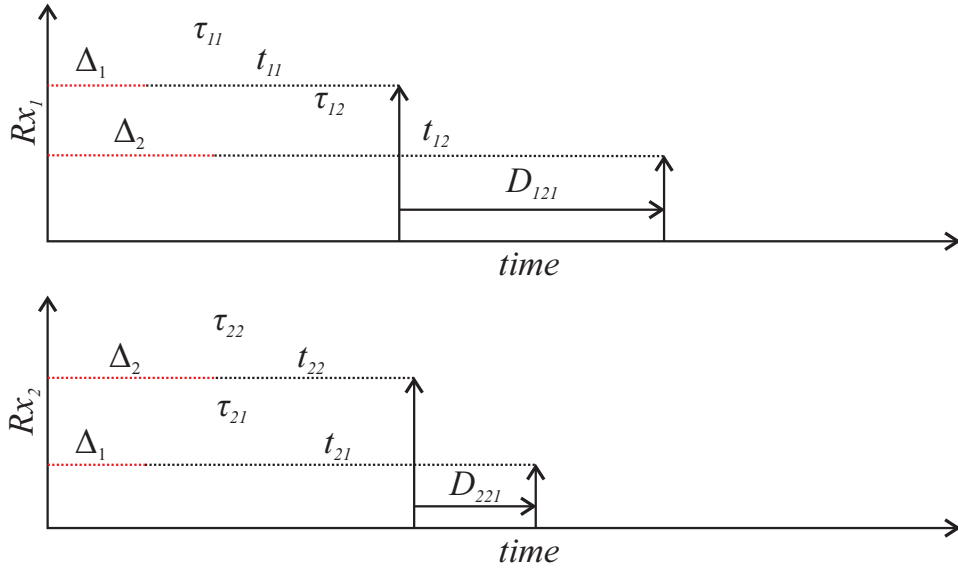 τ₁₁
Δ₁ t₁₁
τ₁₂
Δ₂ t₁₂
D₁₂₁
Rx₁
time
τ₂₂
Δ₂ t₂₂
τ₂₁
Δ₁ t₂₁
D₂₂₁
Rx₂
time